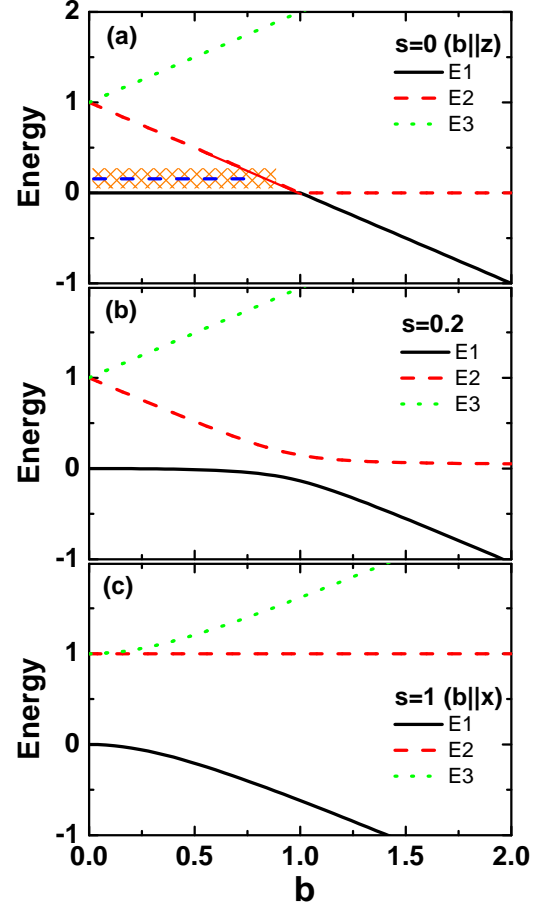 2
(a)
s=0 (b||z)
E1
E2
E3
1
Energy
0
-1
(b)
s=0.2
E1
E2
E3
1
Energy
0
-1
(c)
1
s=1 (b||x)
E1
E2
E3
Energy
0
-1
0.0 0.5 1.0 1.5 2.0
b